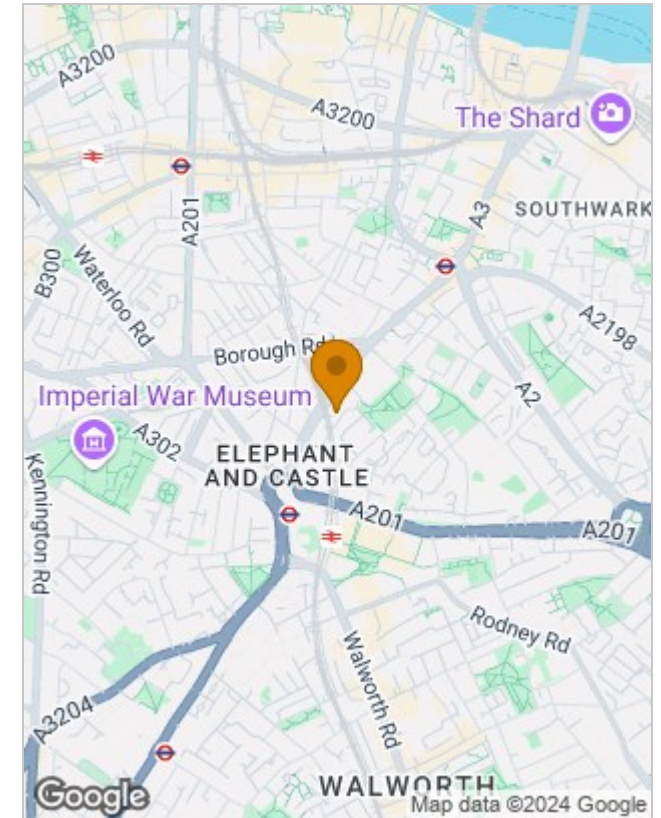 A3200
A3200
The Shard
A201
A3
SOUTHWARK
B300
Waterloo Rd
A2198
Borough Rd
A2
Imperial War Museum
A302
ELEPHANT
AND CASTLE
Kennington Rd
A201
A201
Rodney Rd
Walworth Rd
A3204
WALWORTH
Google
Map data ©2024 Google